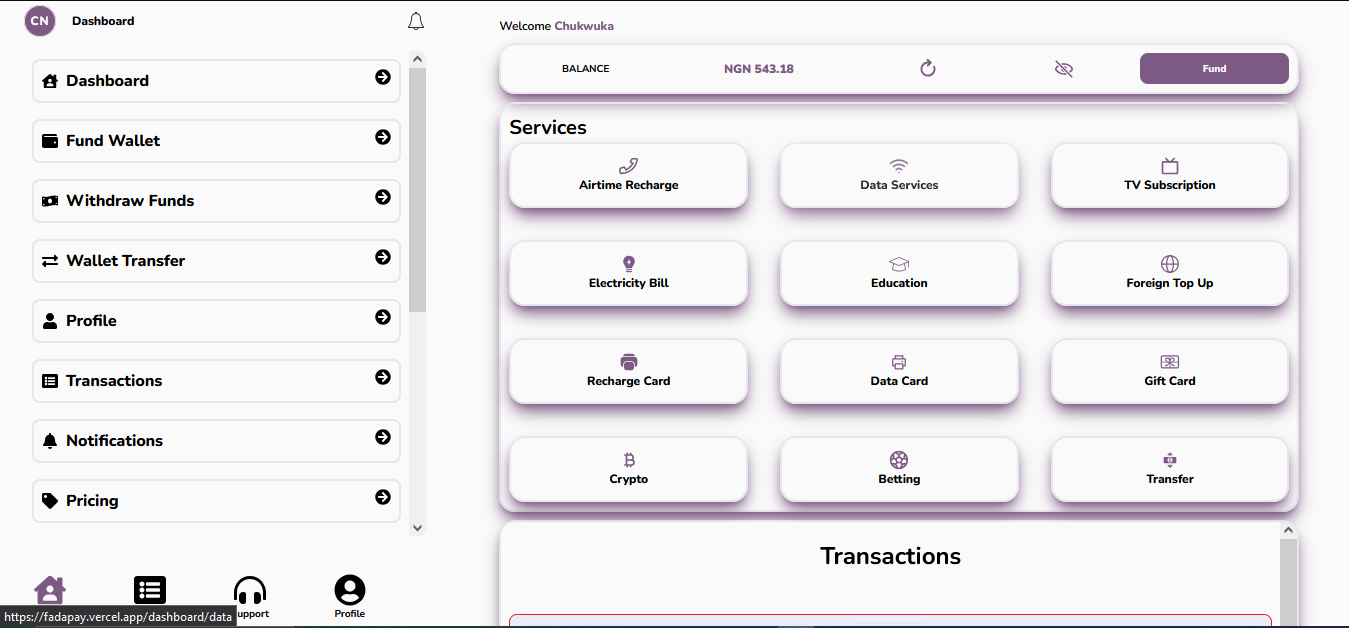 CN
Dashboard
Dashboard
Fund Wallet
Withdraw Funds
Wallet Transfer
Profile
Transactions
Notifications
Pricing
upport
Profile
https://fadapay.vercel.app/dashboard/data
Welcome Chukwuka
BALANCE NGN 543.18 Fund
Services
Airtime Recharge
Data Services
TV Subscription
Electricity Bill
Education
Foreign Top Up
Recharge Card
Data Card
Gift Card
Crypto
Betting
Transfer
Transactions